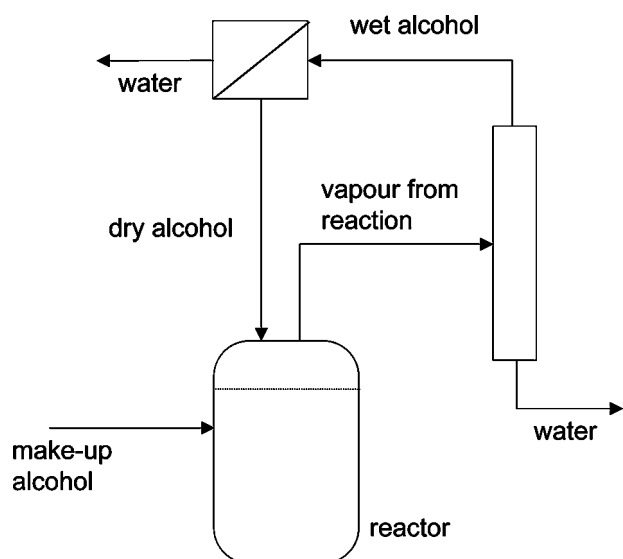 wet alcohol
water
vapour from
reaction
dry alcohol
water
make-up
alcohol
reactor